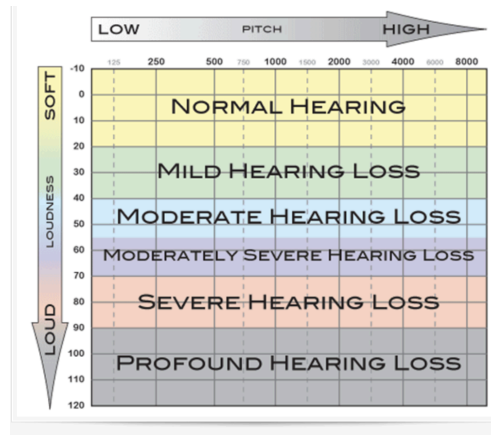 LOW PITCH HIGH
125 250 500 750 1000 1500 2000 3000 4000 6000 8000
SOFT
LOUDNESS
LOUD
-10
0
10
NORMAL HEARING
20
30
MILD HEARING LOSS
40
MODERATE HEARING LOSS
50
60
MODERATELY SEVERE HEARING LOSS
70
80
SEVERE HEARING LOSS
90
100
PROFOUND HEARING LOSS
110
120